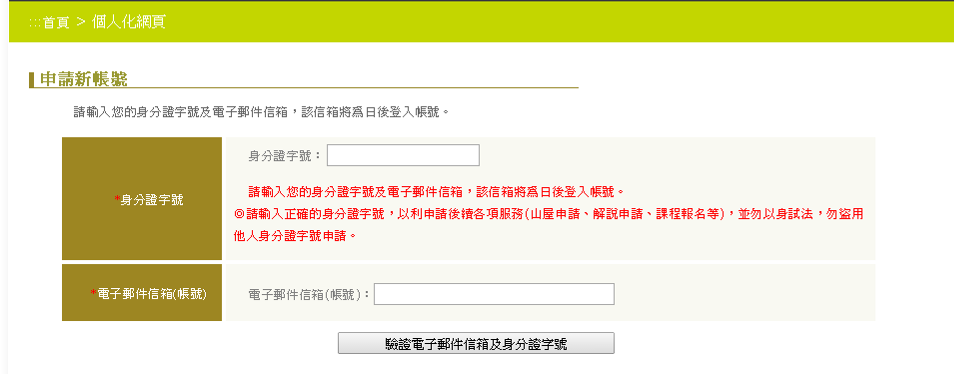 :::首頁 > 個人化網頁
申請新帳號
請輸入您的身分證字號及電子郵件信箱，該信箱將為日後登入帳號。
*身分證字號
身分證字號：
請輸入您的身分證字號及電子郵件信箱，該信箱將為日後登入帳號。
◎請輸入正確的身分證字號，以利申請後續各項服務(山屋申請、解說申請、課程報名等)，並勿以身試法，勿盜用
他人身分證字號申請。
*電子郵件信箱(帳號)
電子郵件信箱(帳號)：
驗證電子郵件信箱及身分證字號